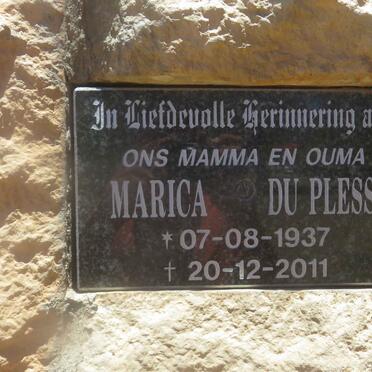 In Liefdevolle Herinnering a
ONS MAMMA EN OUMA
MARICA DU PLESS
* 07-08-1937
† 20-12-2011